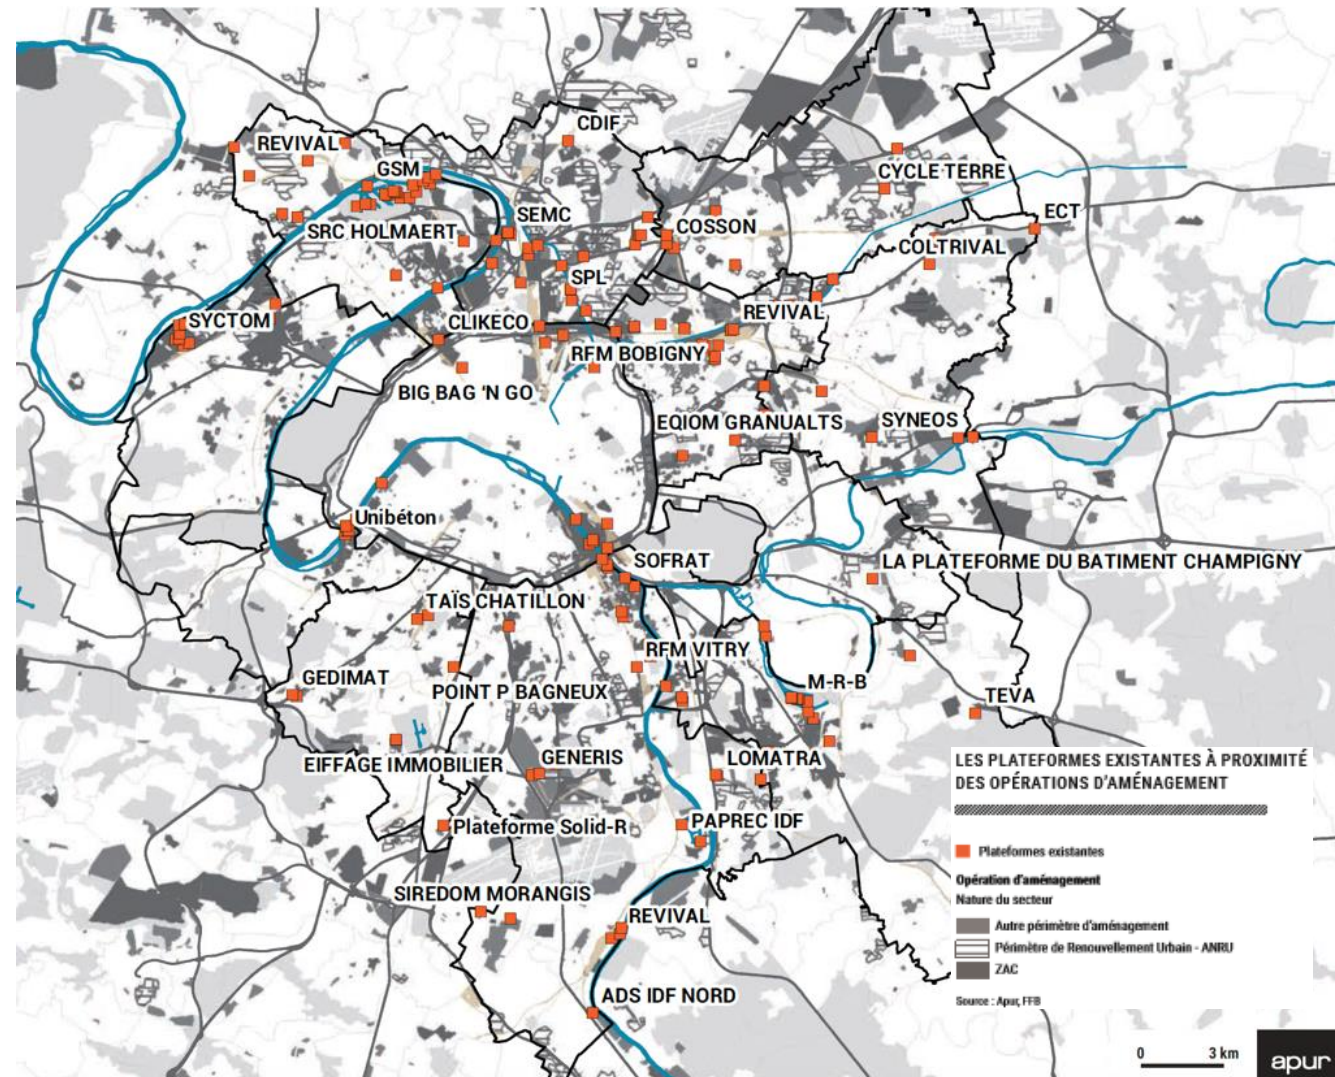 CDIF
REVIVAL
GSM
CYCLE TERRE
ECT
SEMC
COSSON
SRC HOLMAERT
COLTRIVAL
SPL
REVIVAL
SYCTOM
CLIKECO
RFM BOBIGNY
BIG BAG 'N GO
EQIOM GRANUALTS
SYNEOS
Unibéton
SOFRAT
LA PLATEFORME DU BATIMENT CHAMPIGNY
TAÏS CHATILLON
RFM VITRY
GEDIMAT
POINT P BAGNEUX
M-R-B
TEVA
EIFFAGE IMMOBILIER
GENERIS
LOMATRA
Plateforme Solid-R
PAPREC IDF
SIREDOM MORANGIS
REVIVAL
ADS IDF NORD
LES PLATEFORMES EXISTANTES À PROXIMITÉ
DES OPÉRATIONS D'AMÉNAGEMENT
Plateformes existantes
Opération d'aménagement
Nature du secteur
Autre périmètre d'aménagement
Périmètre de Renouvellement Urbain - ANRU
ZAC
Source : Apur, FFB
0 3 km
apur